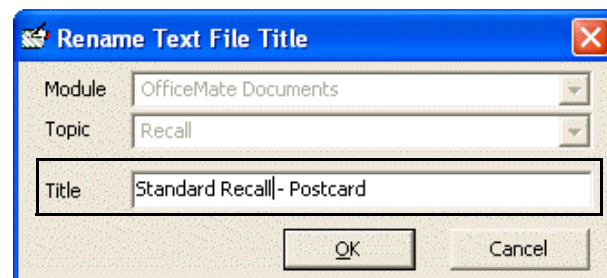 Rename Text File Title
Module OfficeMate Documents
Topic Recall
Title Standard Recall - Postcard
OK Cancel